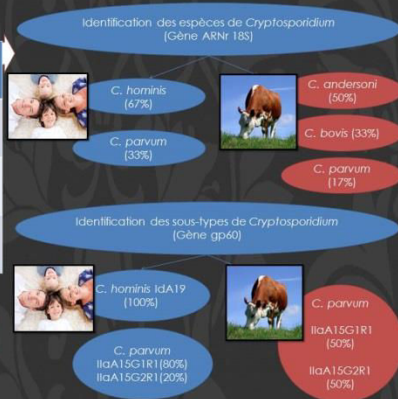 Identification des espèces de Cryptosporidium
(Gène ARNr 18S)
C. hominis
(67%)
C. parvum
(33%)
C. andersoni
(50%)
C. bovis (33%)
C. parvum
(17%)
Identification des sous-types de Cryptosporidium
(Gène gp60)
C. hominis IdA19
(100%)
C. parvum
IIaA15G1R1(80%)
IIaA15G2R1(20%)
C. parvum
IIaA15G1R1
(50%)
IIaA15G2R1
(50%)